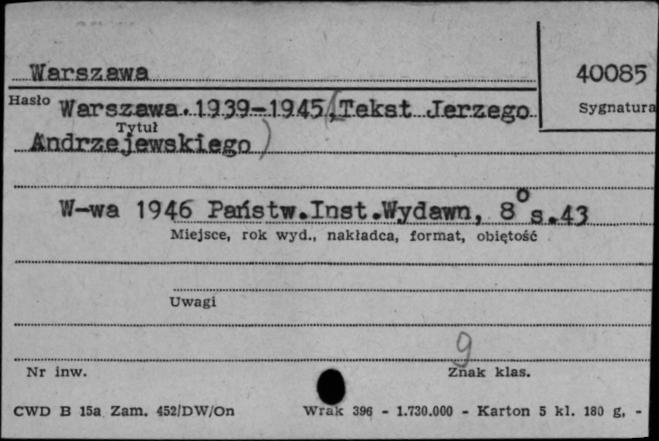 Warszawa
40085
Hasło
Sygnatura
Warszawa.1939-1945,(Tekst Jerzego
Tytuł
Andrzejewskiego)
W-wa 1946 Państw.Inst.Wydawn, 8° s.43
Miejsce, rok wyd., nakładca, format, obiętość
Uwagi
9
Nr inw.
Znak klas.
CWD B 15a Zam. 452/DW/On
Wrak 396 - 1.730.000 - Karton 5 kl. 180 g, -